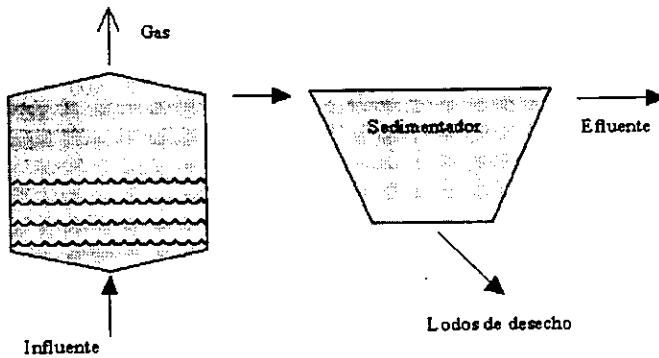 Gas
Sedimentador
Efluente
Influente
Lodos de desecho